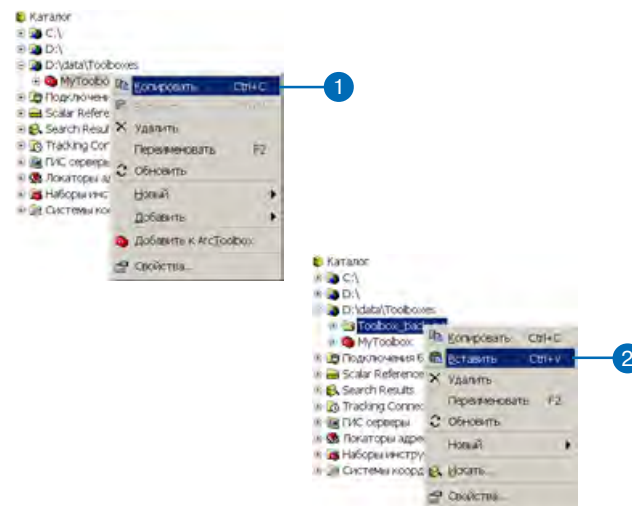 Каталог
C:\
D:\
D:\data\Toolboxes
MyToolbo
Копировать Ctrl+C
1
Подключени
Scalar Refere
Search Resul
Удалить
Tracking Cor
Переименовать F2
ГИС серверы
Обновить
Локаторы ад
Наборы инс
Новый
Системы коо
Добавить
Добавить к ArcToolbox
Свойства...
Каталог
C:\
D:\
D:\data\Toolboxes
Toolbox_back
MyToolbox
Копировать Ctrl+C
Подключения б
Вставить Ctrl+V
2
Scalar Reference
Удалить
Search Results
Переименовать F2
Tracking Connec
Обновить
ГИС серверы
Локаторы адре
Новый
Наборы инстру
Системы коорд
Искать...
Свойства...